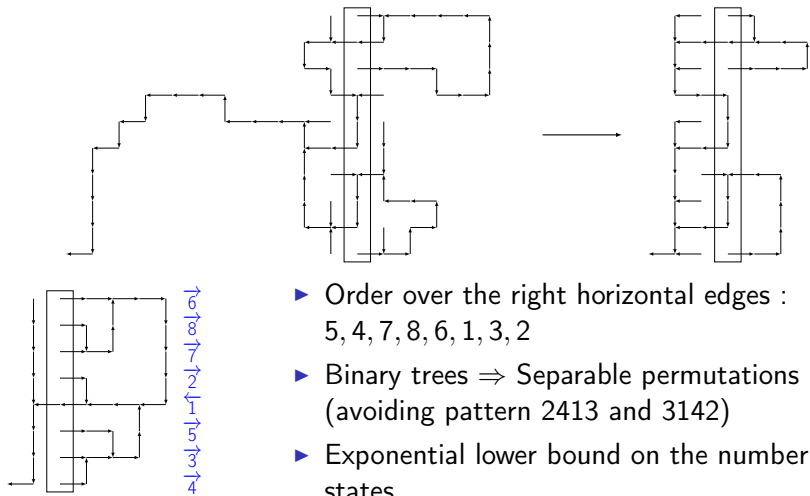 6
8
7
2
1
5
3
4
Order over the right horizontal edges :
5, 4, 7, 8, 6, 1, 3, 2
Binary trees ⇒ Separable permutations
(avoiding pattern 2413 and 3142)
Exponential lower bound on the number
states